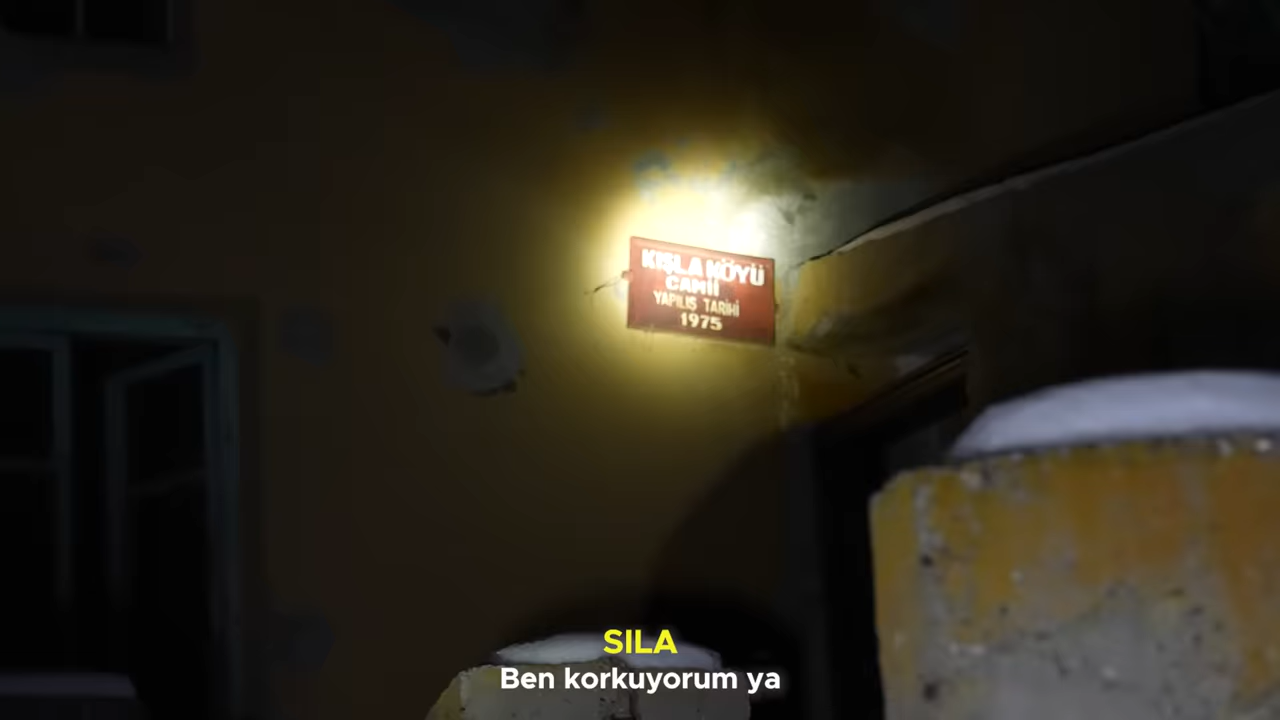 KIŞLA KÖYÜ
CAMİİ
YAPILIŞ TARİHİ
1975
SILA
Ben korkuyorum ya